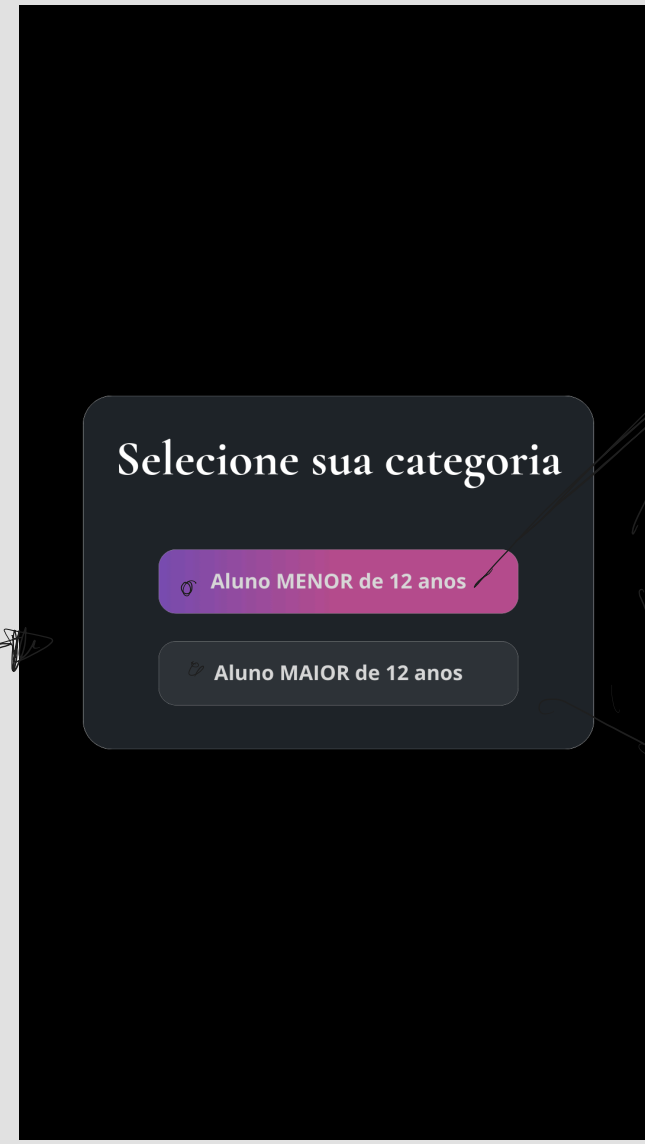 Selecione sua categoria
Aluno MENOR de 12 anos
Aluno MAIOR de 12 anos